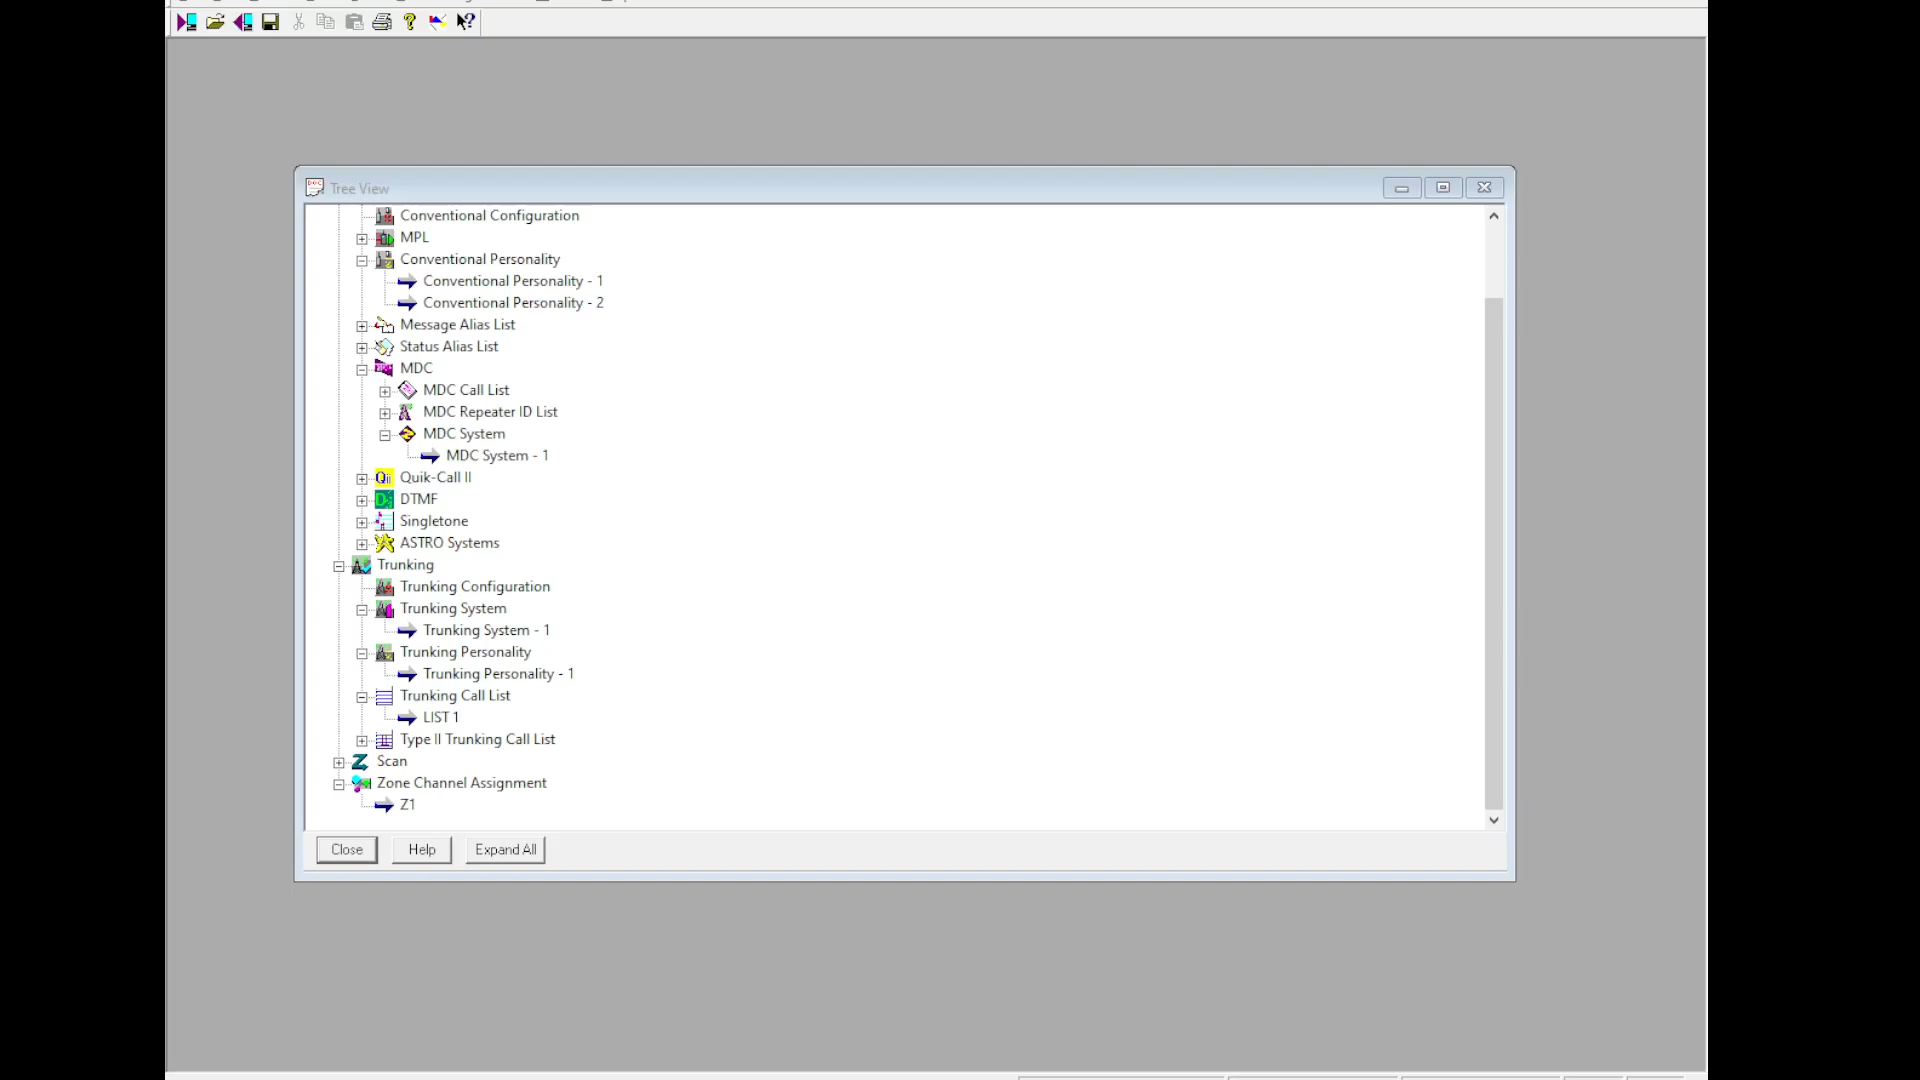 Tree View
Conventional Configuration
MPL
Conventional Personality
Conventional Personality - 1
Conventional Personality - 2
Message Alias List
Status Alias List
MDC
MDC Call List
MDC Repeater ID List
MDC System
MDC System - 1
Quik-Call II
DTMF
Singletone
ASTRO Systems
Trunking
Trunking Configuration
Trunking System
Trunking System - 1
Trunking Personality
Trunking Personality - 1
Trunking Call List
LIST 1
Type II Trunking Call List
Scan
Zone Channel Assignment
Z1
Close Help Expand All